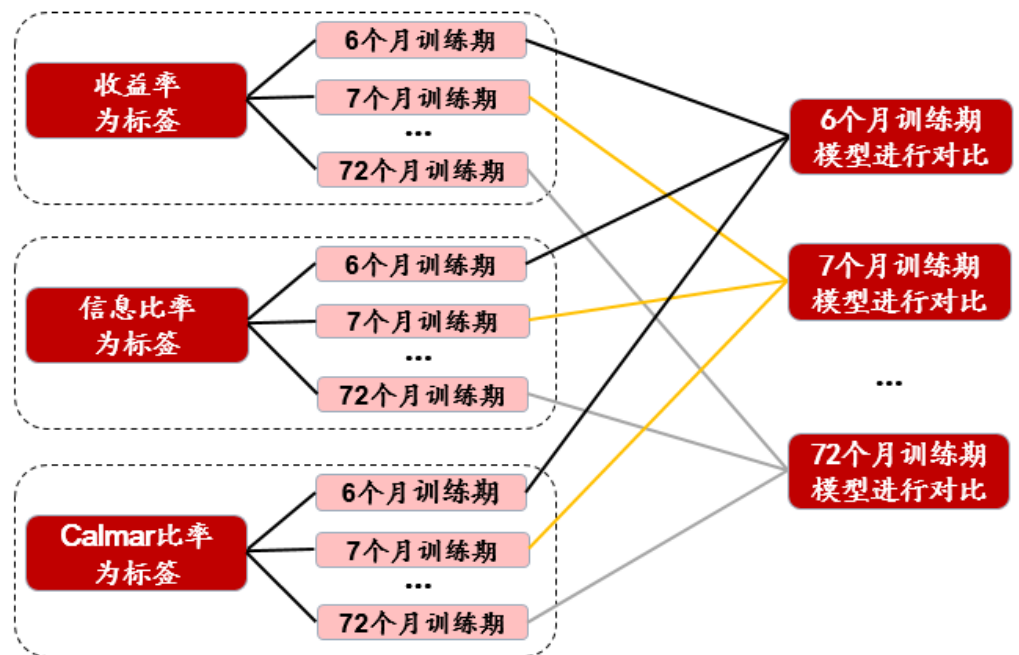 收益率
为标签
6个月训练期
7个月训练期
...
72个月训练期
信息比率
为标签
6个月训练期
7个月训练期
...
72个月训练期
Calmar比率
为标签
6个月训练期
7个月训练期
...
72个月训练期
6个月训练期
模型进行对比
7个月训练期
模型进行对比
...
72个月训练期
模型进行对比